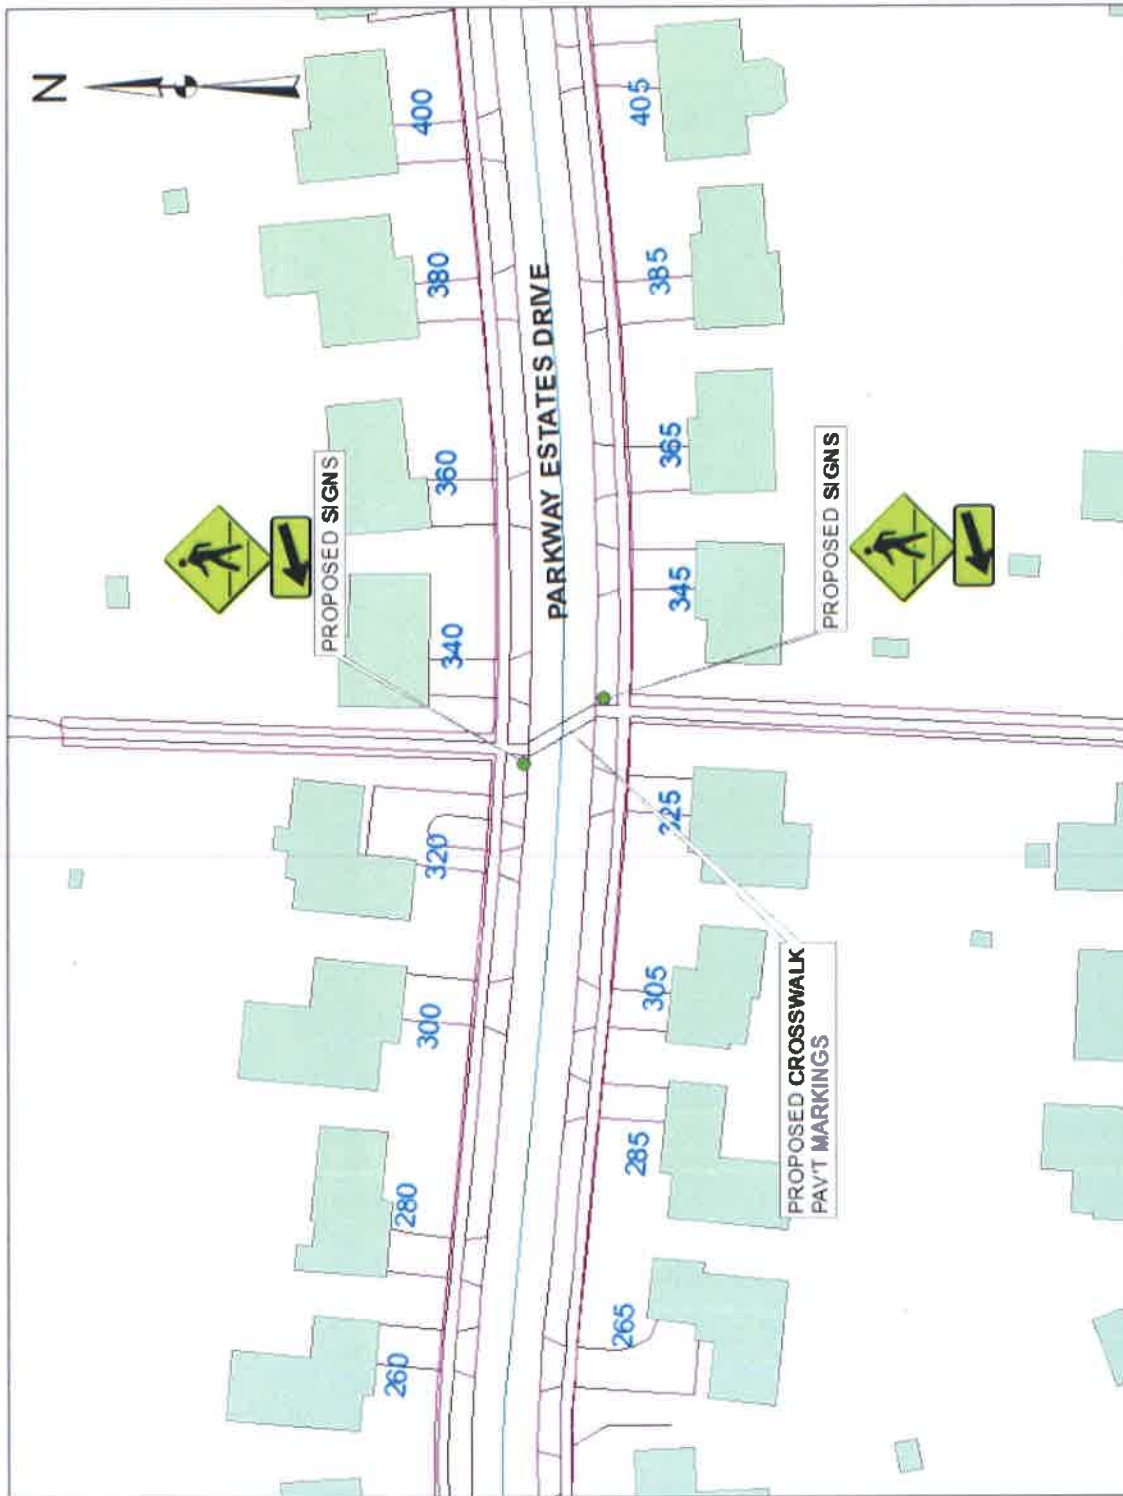 N
400
380
360
340
320
300
280
260
PROPOSED SIGNS
PARKWAY ESTATES DRIVE
405
385
365
345
325
305
285
265
PROPOSED SIGNS
PROPOSED CROSSWALK
PAV'T MARKINGS